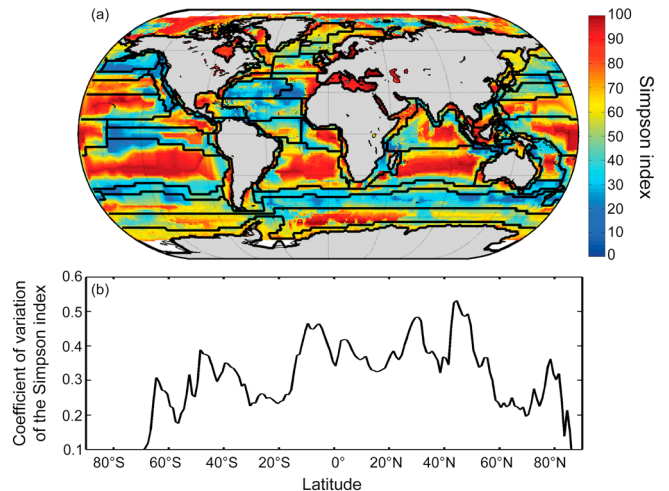 (a)
100
90
80
70
60
50
40
30
20
10
0
Simpson index
(b)
0.6
0.5
0.4
0.3
0.2
0.1
Coefficient of variation
of the Simpson index
80°S 60°S 40°S 20°S 0° 20°N 40°N 60°N 80°N
Latitude